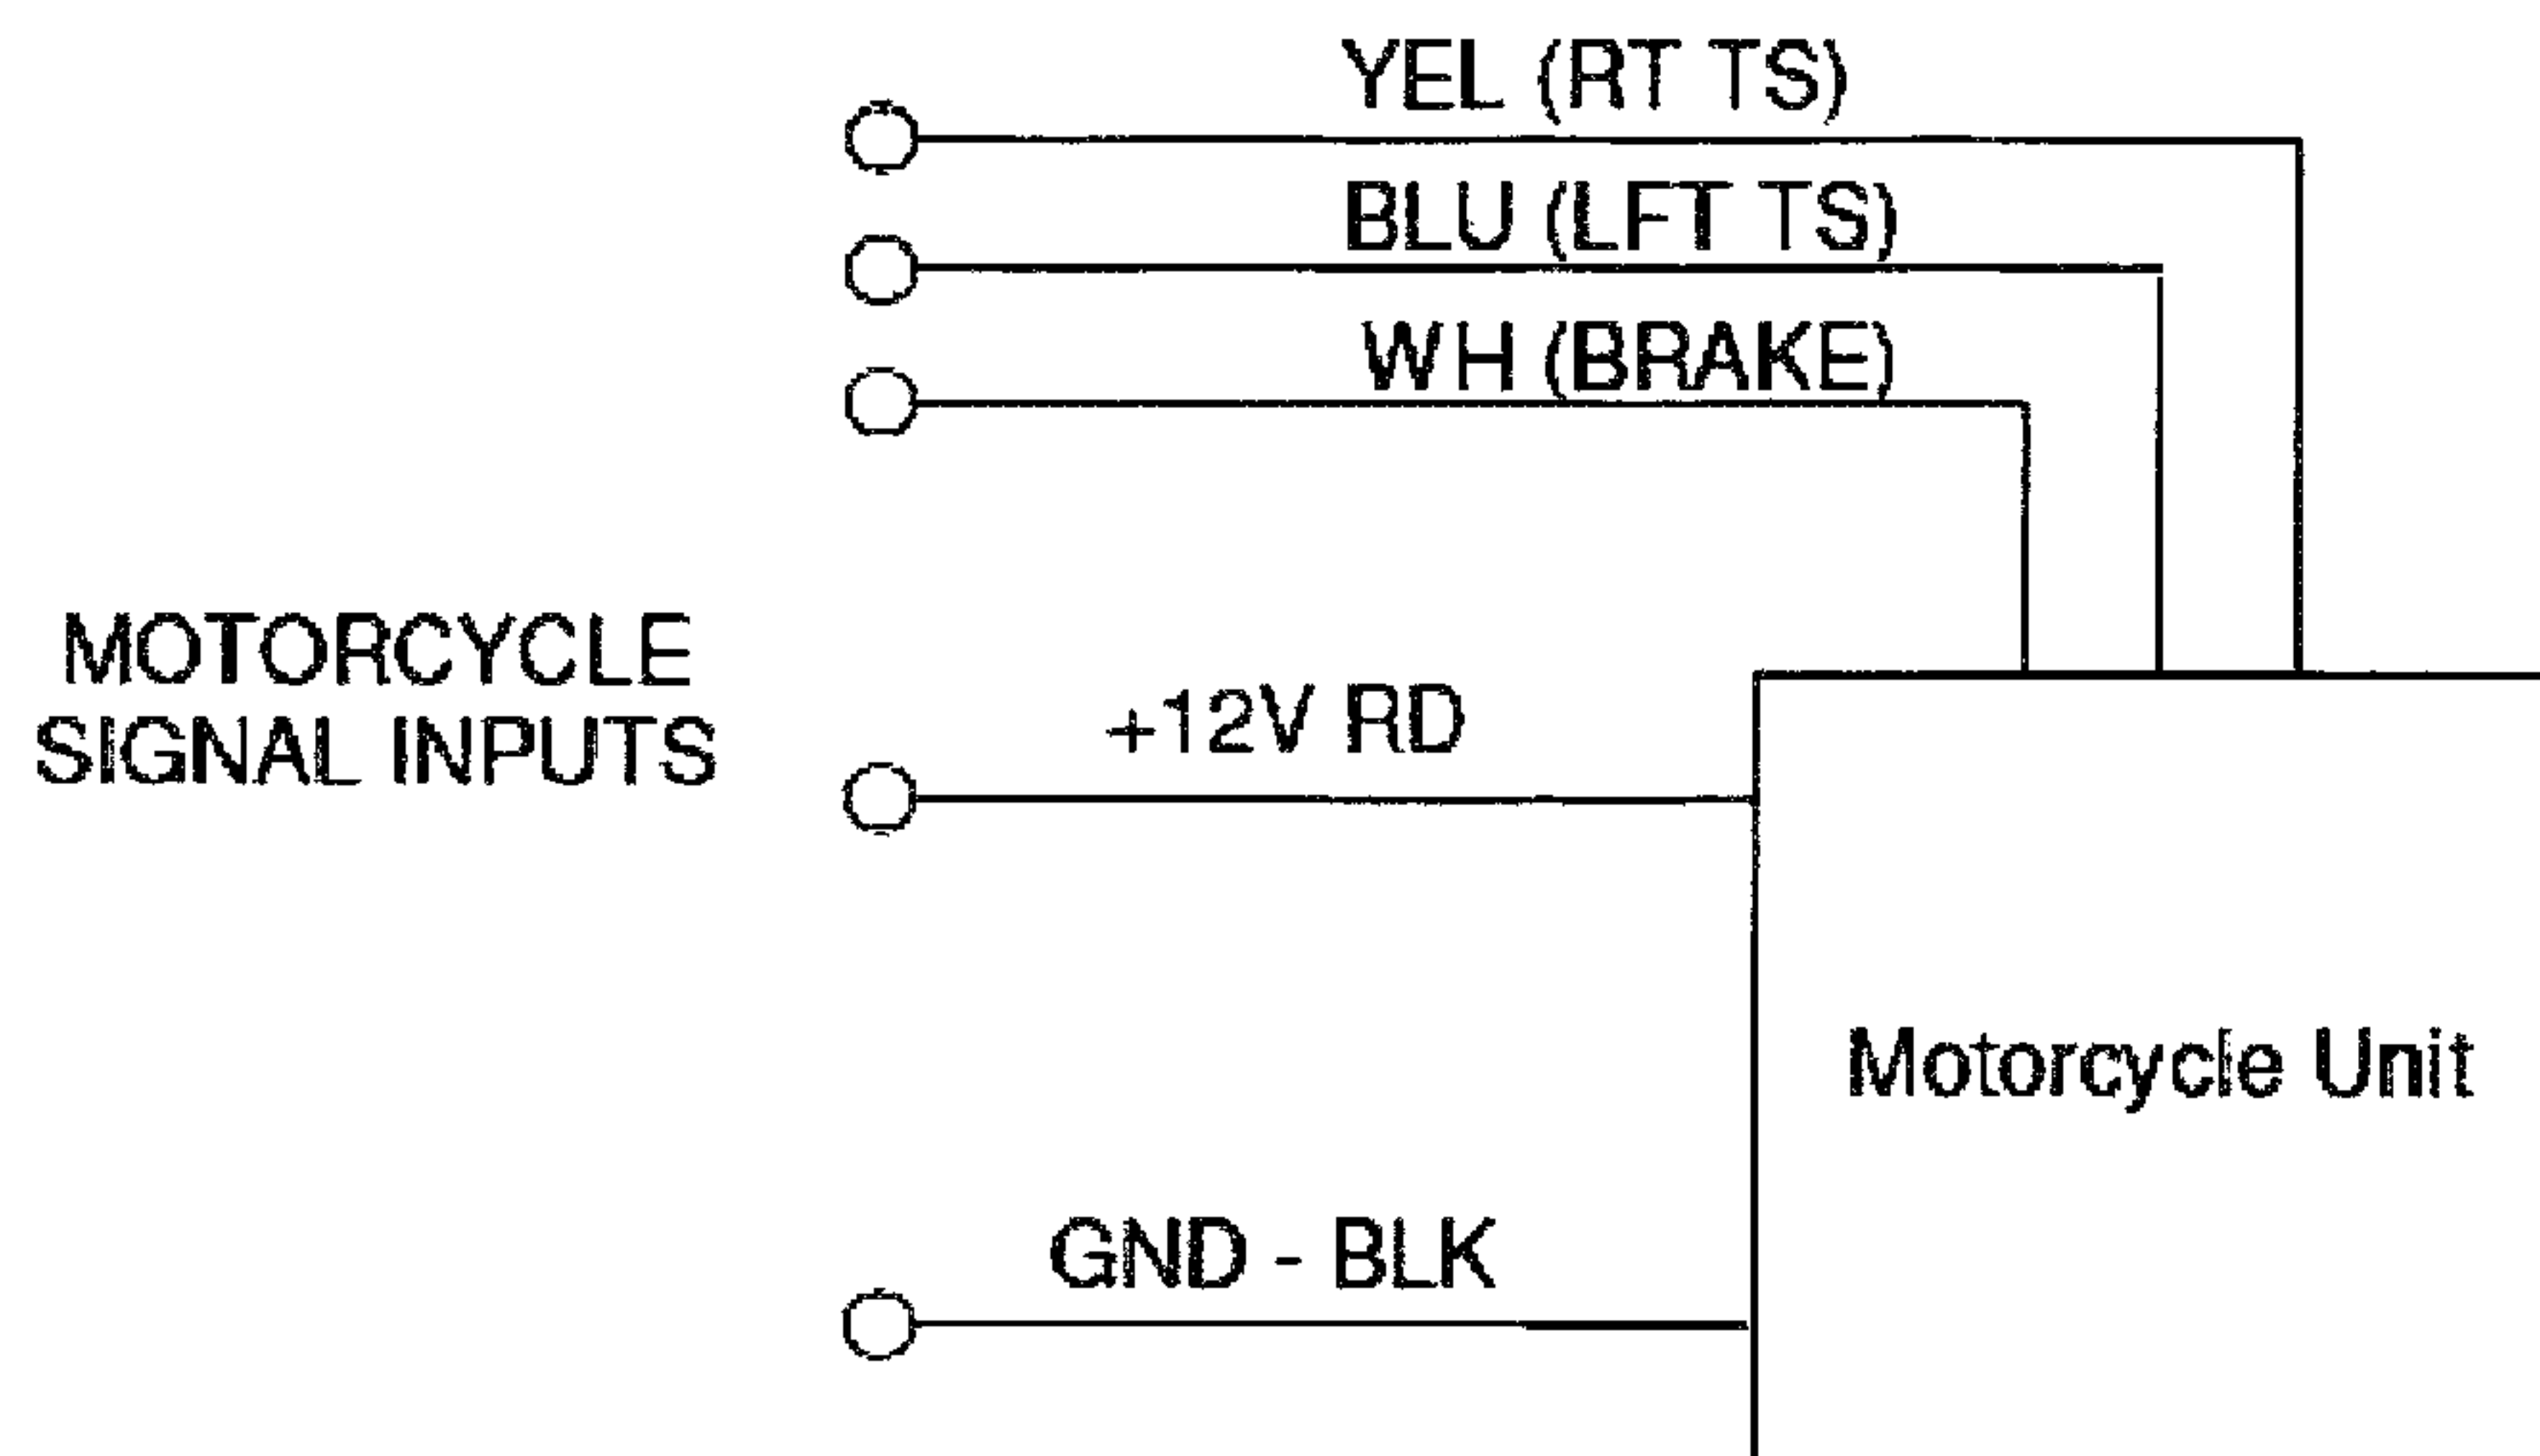 YEL (RT TS)
BLU (LFT TS)
WH (BRAKE)
MOTORCYCLE
SIGNAL INPUTS
+12V RD
Motorcycle Unit
GND - BLK